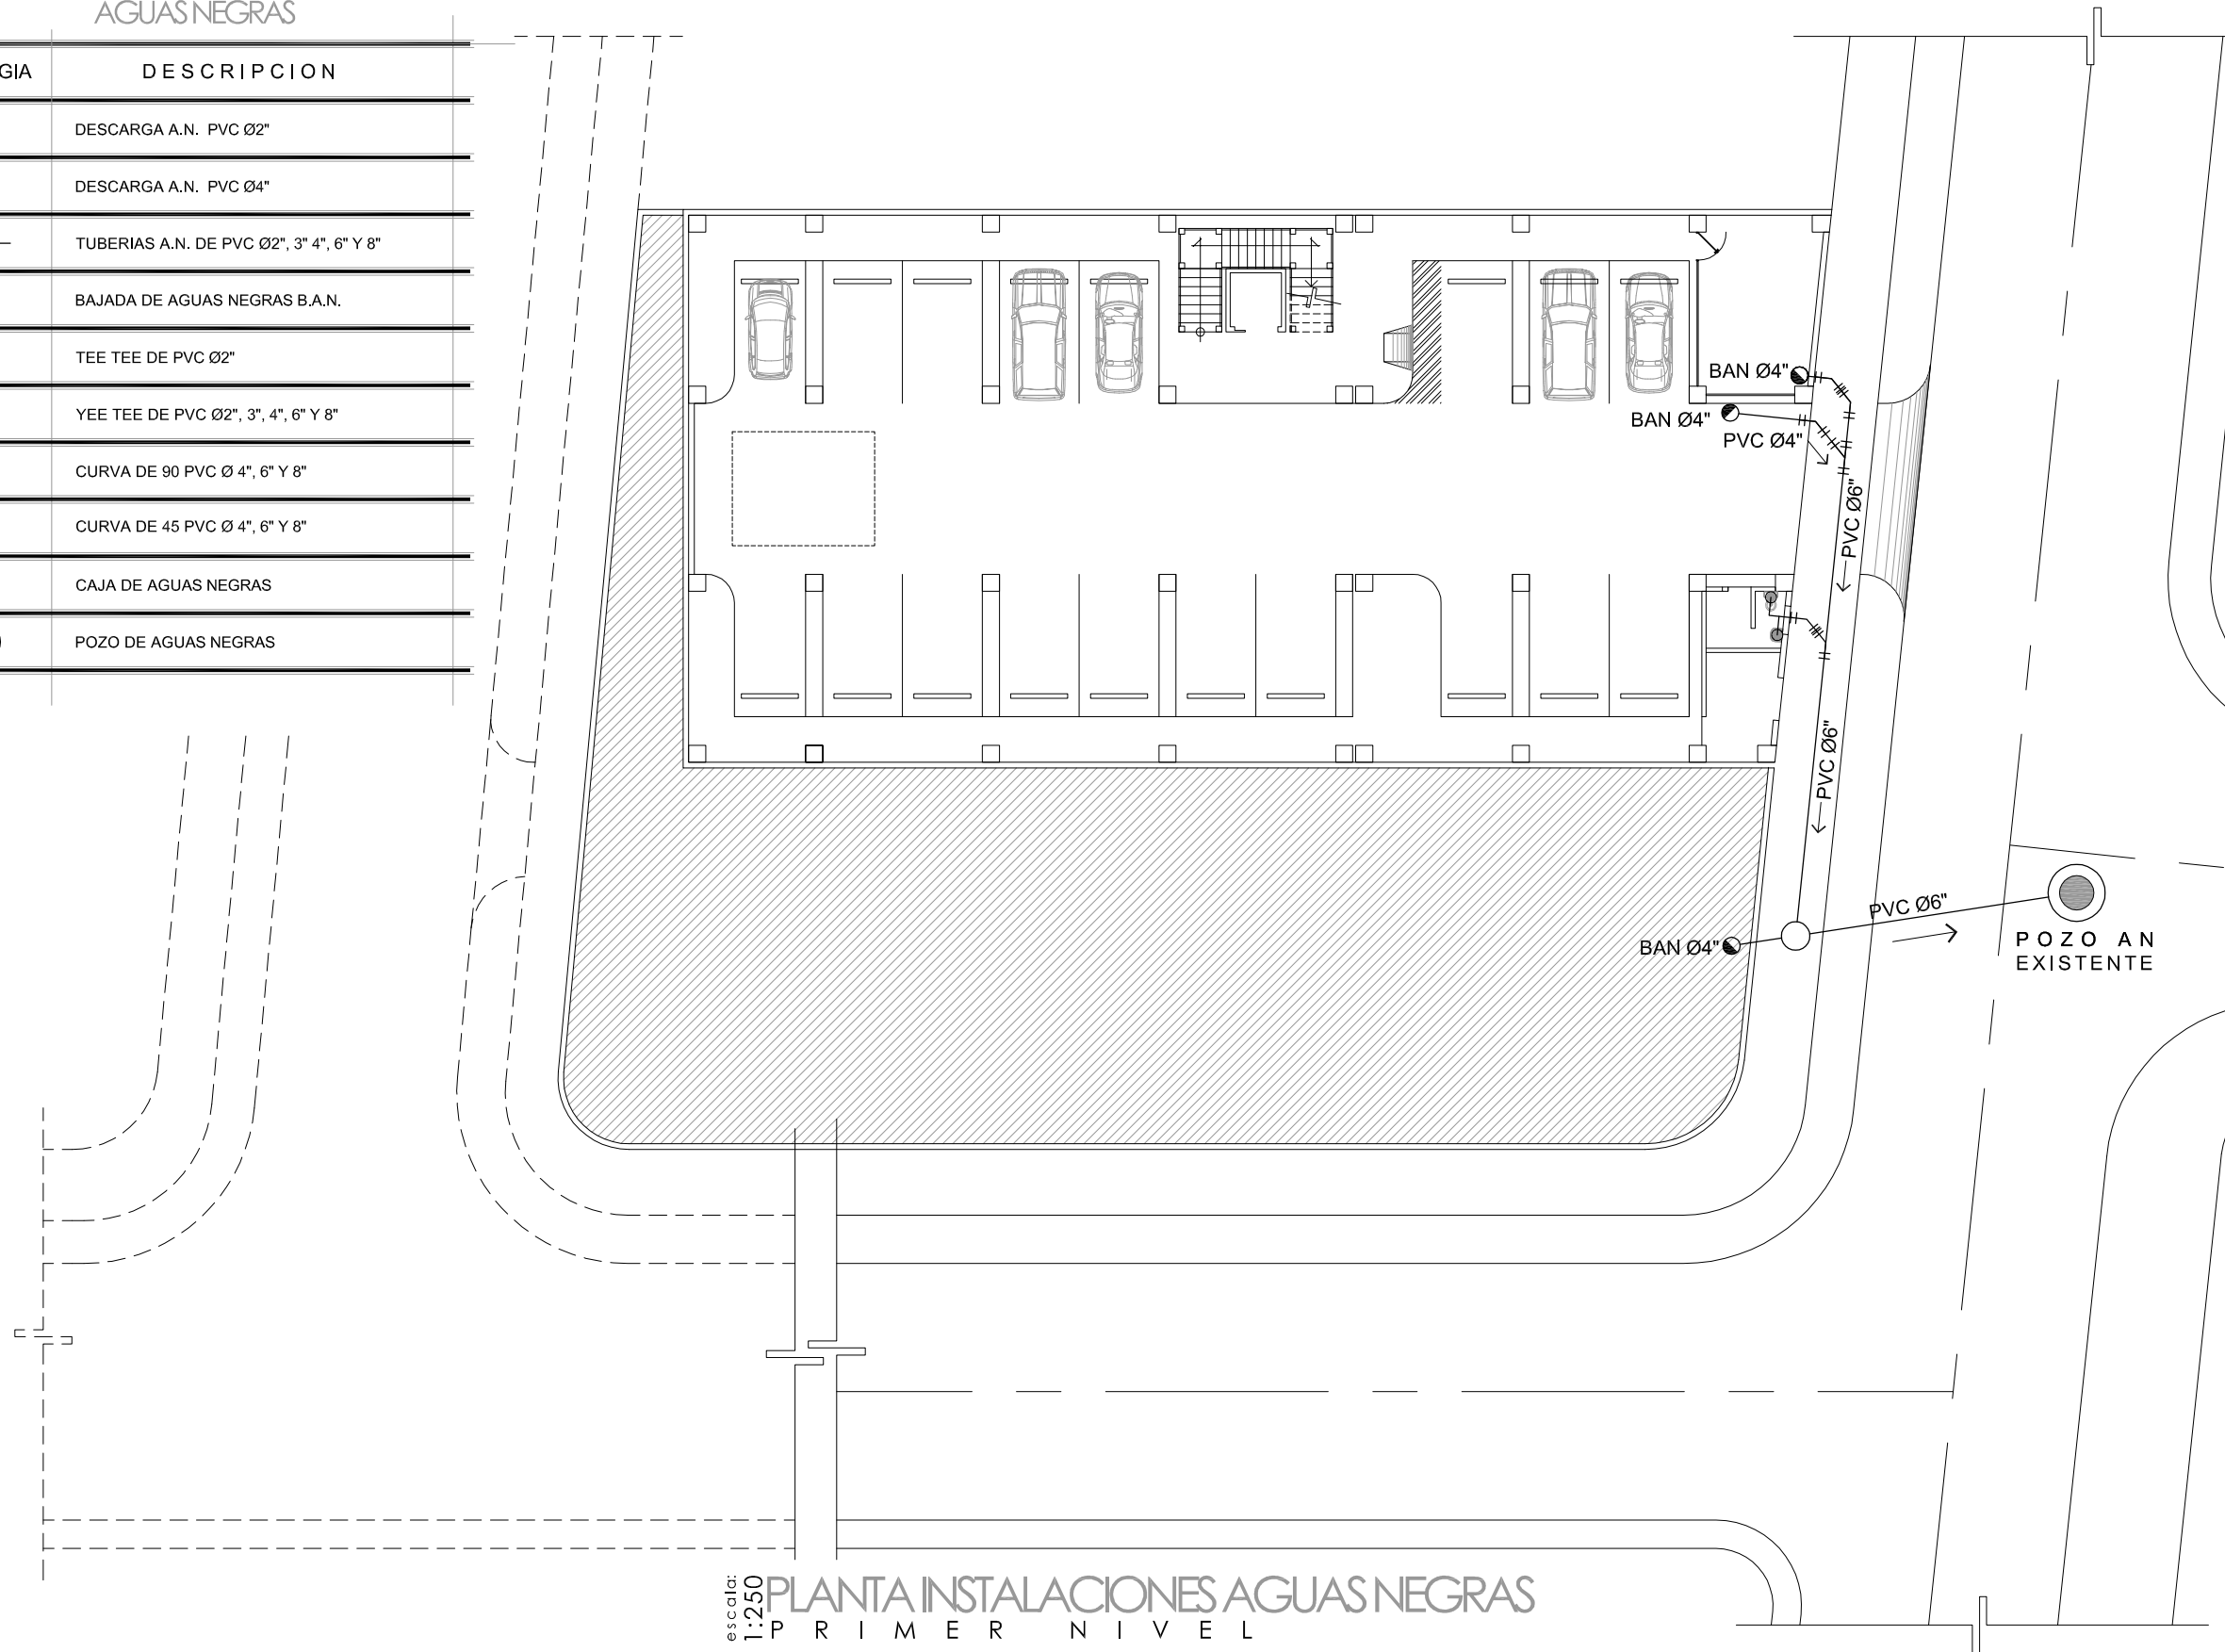 AGUAS NEGRAS
GIA DESCRIPCION
DESCARGA A.N. PVC Ø2"
DESCARGA A.N. PVC Ø4"
TUBERIAS A.N. DE PVC Ø2", 3" 4", 6" Y 8"
BAJADA DE AGUAS NEGRAS B.A.N.
TEE TEE DE PVC Ø2"
YEE TEE DE PVC Ø2", 3", 4", 6" Y 8"
CURVA DE 90 PVC Ø 4", 6" Y 8"
CURVA DE 45 PVC Ø 4", 6" Y 8"
CAJA DE AGUAS NEGRAS
POZO DE AGUAS NEGRAS
BAN Ø4"
BAN Ø4"
PVC Ø4"
PVC Ø6"
PVC Ø6"
PVC Ø6"
BAN Ø4"
POZO AN
EXISTENTE
escala:
1:250
PLANTA INSTALACIONES AGUAS NEGRAS
PRIMER NIVEL